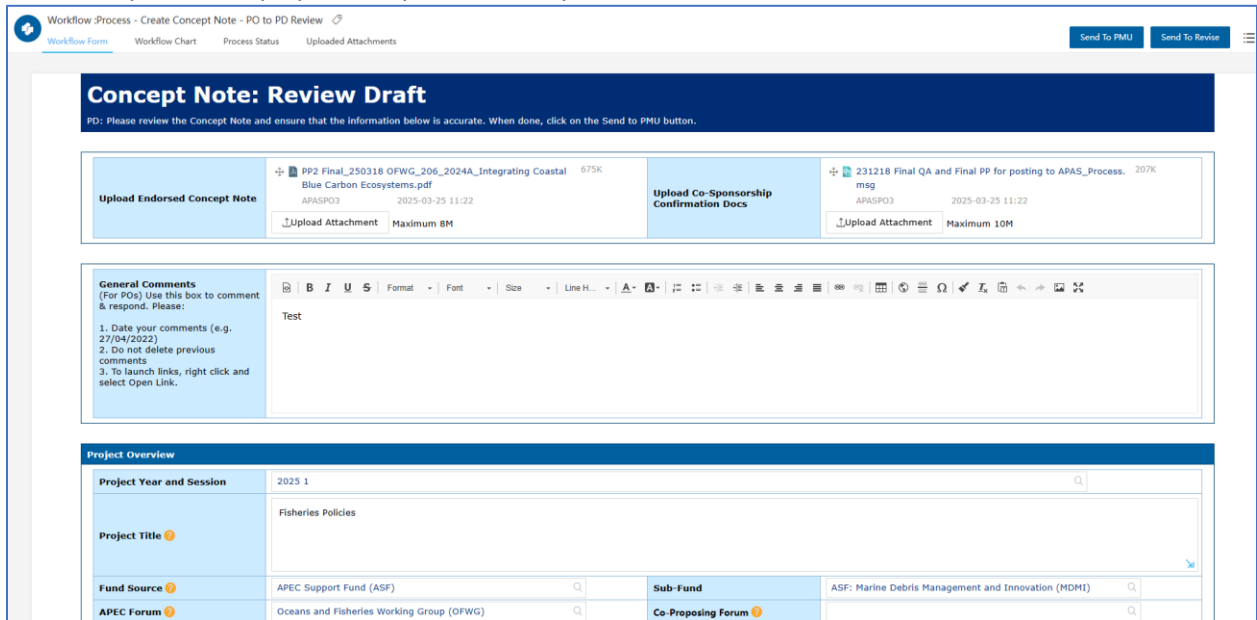 Workflow :Process - Create Concept Note - PO to PD Review
Workflow Form Workflow Chart Process Status Uploaded Attachments
Send To PMU Send To Revise
Concept Note: Review Draft
PD: Please review the Concept Note and ensure that the information below is accurate. When done, click on the Send to PMU button.
Upload Endorsed Concept Note
PP2 Final_250318 OFWG_206_2024A_Integrating Coastal 675K
Blue Carbon Ecosystems.pdf
APASPO3 2025-03-25 11:22
Upload Attachment Maximum 8M
Upload Co-Sponsorship
Confirmation Docs
231218 Final QA and Final PP for posting to APAS_Process. 207K
msg
APASPO3 2025-03-25 11:22
Upload Attachment Maximum 10M
General Comments
(For POs) Use this box to comment
& respond. Please:
1. Date your comments (e.g.
27/04/2022)
2. Do not delete previous
comments
3. To launch links, right click and
select Open Link.
B I U S Format Font Size Line H... A A Ω
Test
Project Overview
Project Year and Session 2025 1
Project Title ? Fisheries Policies
Fund Source ? APEC Support Fund (ASF) Sub-Fund ASF: Marine Debris Management and Innovation (MDMI)
APEC Forum ? Oceans and Fisheries Working Group (OFWG) Co-Proposing Forum ?